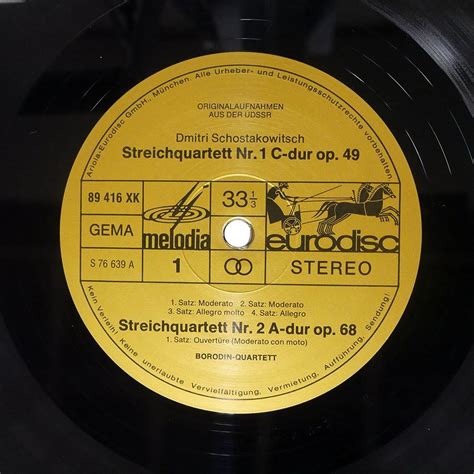 Ariola-Eurodisc GmbH., München. Alle Urheber- und Leistungsschutzrechte vorbehalten
ORIGINALAUFNAHMEN
AUS DER UDSSR
Dmitri Schostakowitsch
Streichquartett Nr. 1 C-dur op. 49
89 416 XK
33 1/3
GEMA
melodia
eurodisc
S 76 639 A
1
STEREO
1. Satz: Moderato 2. Satz: Moderato
3. Satz: Allegro molto 4. Satz: Allegro
Streichquartett Nr. 2 A-dur op. 68
1. Satz: Ouvertüre (Moderato con moto)
BORODIN-QUARTETT
Kein Verleih! Keine unerlaubte Vervielfältigung, Vermietung, Aufführung, Sendung!